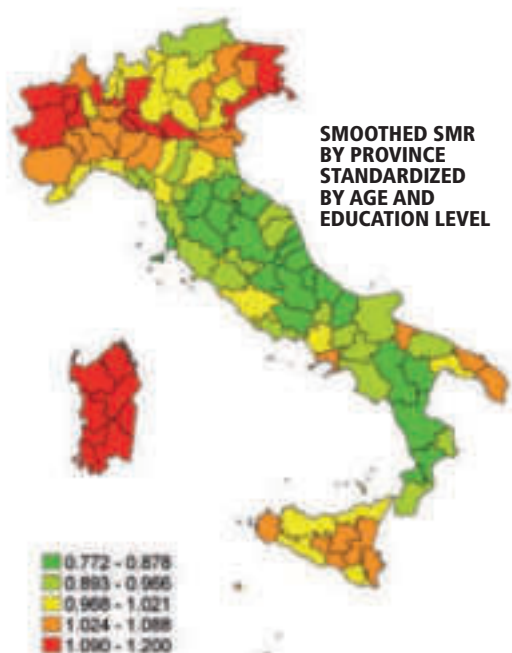 SMOOTHED SMR
BY PROVINCE
STANDARDIZED
BY AGE AND
EDUCATION LEVEL
0.772 - 0.878
0.893 - 0.966
0.968 - 1.021
1.024 - 1.088
1.090 - 1.200